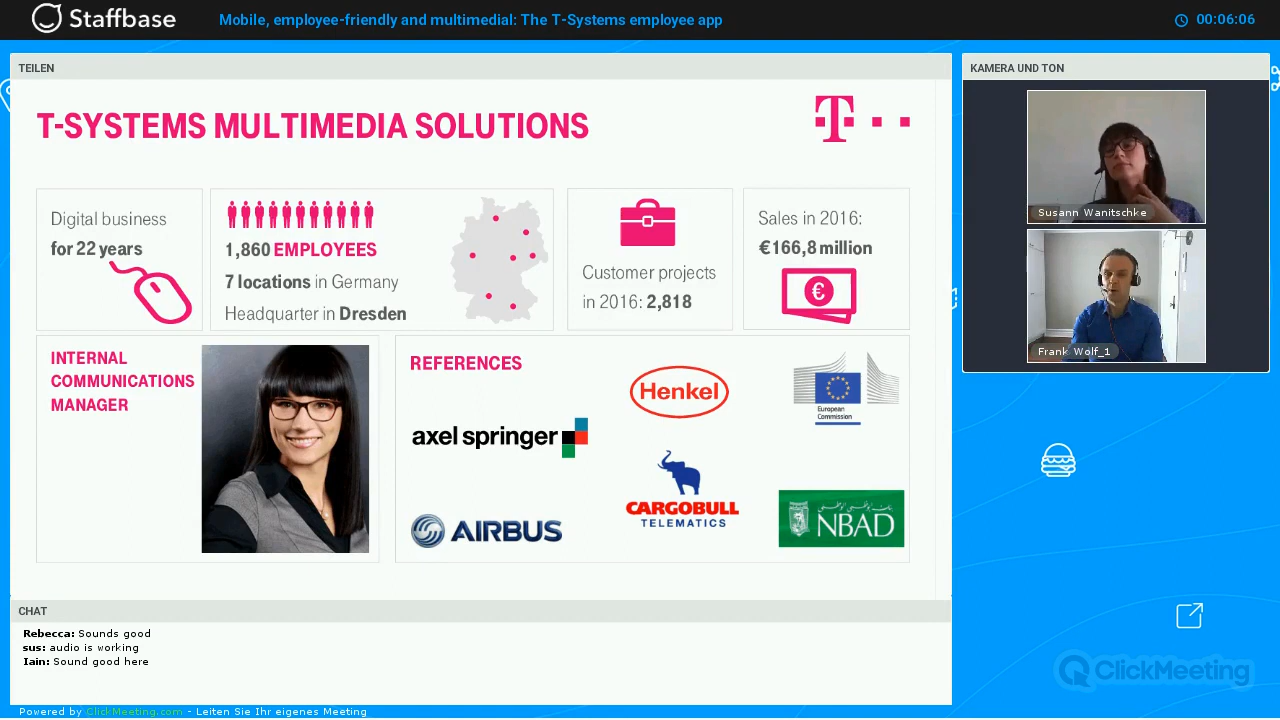 Staffbase
Mobile, employee-friendly and multimedial: The T-Systems employee app
00:06:06
TEILEN
T-SYSTEMS MULTIMEDIA SOLUTIONS
T
Digital business
for 22 years
1,860 EMPLOYEES
7 locations in Germany
Headquarter in Dresden
Customer projects
in 2016: 2,818
Sales in 2016:
€166,8 million
€
INTERNAL
COMMUNICATIONS
MANAGER
REFERENCES
Henkel
European
Commission
axel springer
CARGOBULL
TELEMATICS
AIRBUS
NBAD
KAMERA UND TON
Susann Wanitschke
Frank Wolf_1
CHAT
Rebecca: Sounds good
sus: audio is working
Iain: Sound good here
ClickMeeting
Powered by ClickMeeting.com - Leiten Sie Ihr eigenes Meeting